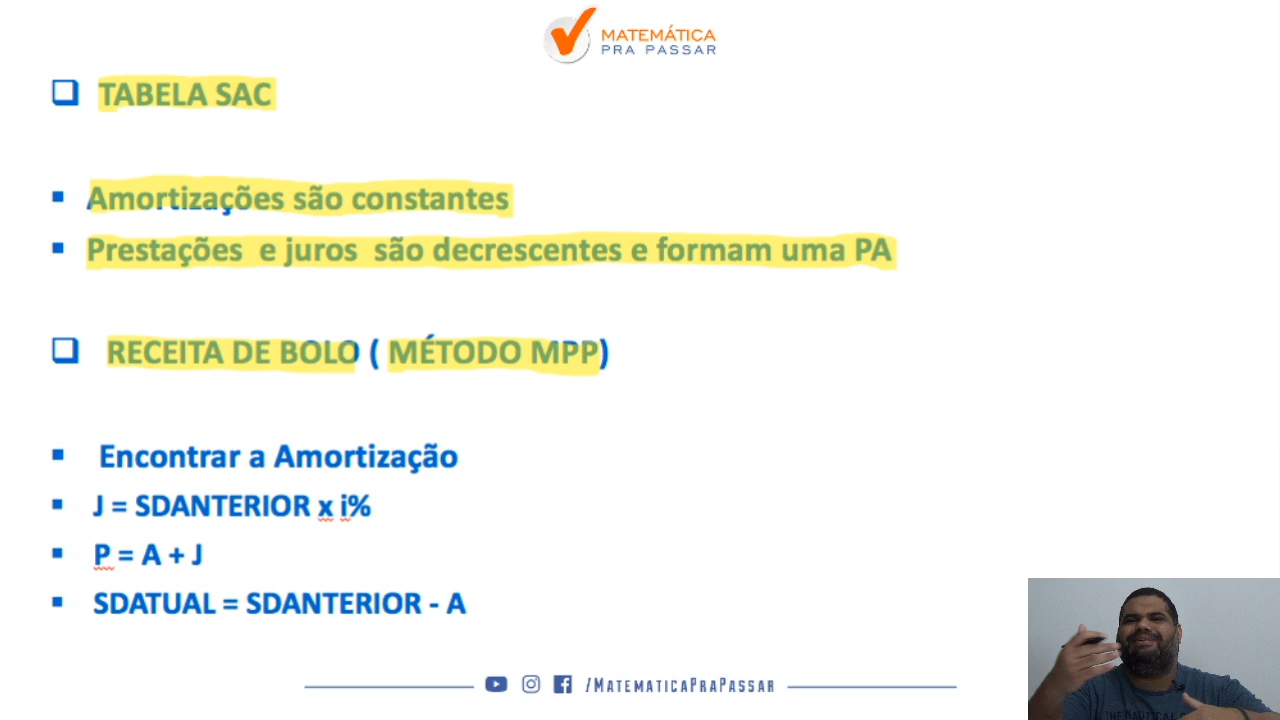 MATEMÁTICA
PRA PASSAR
TABELA SAC
Amortizações são constantes
Prestações e juros são decrescentes e formam uma PA
RECEITA DE BOLO ( MÉTODO MPP)
Encontrar a Amortização
J = SDANTERIOR x i%
P = A + J
SDATUAL = SDANTERIOR - A
/MATEMATICAPRAPASSAR